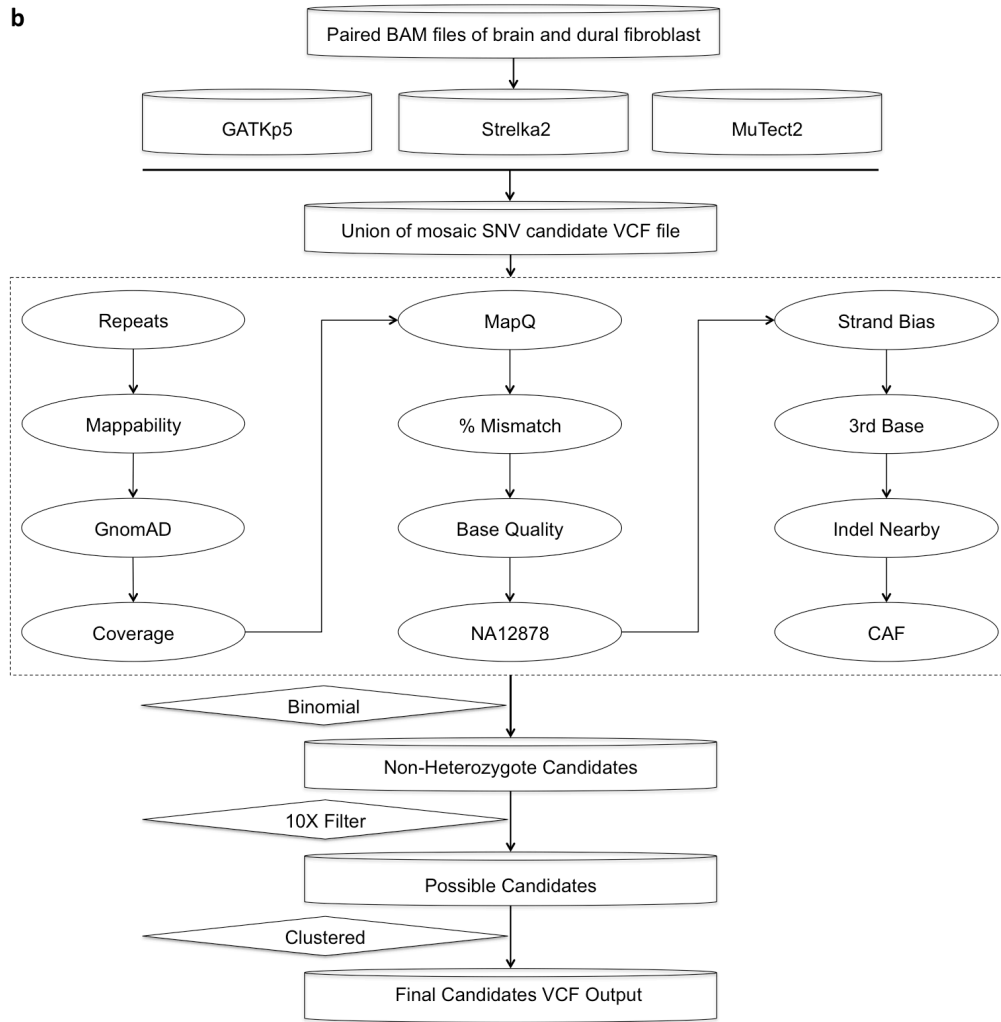 b
Paired BAM files of brain and dural fibroblast
GATKp5
Strelka2
MuTect2
Union of mosaic SNV candidate VCF file
Repeats
Mappability
GnomAD
Coverage
MapQ
% Mismatch
Base Quality
NA12878
Strand Bias
3rd Base
Indel Nearby
CAF
Binomial
Non-Heterozygote Candidates
10X Filter
Possible Candidates
Clustered
Final Candidates VCF Output